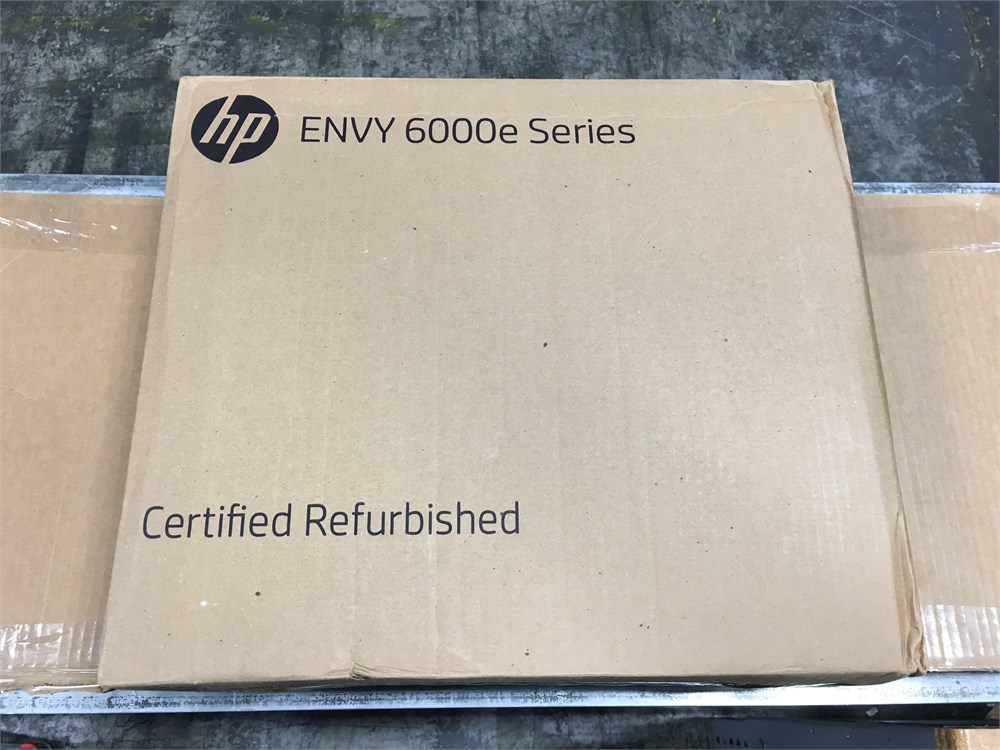 hp ENVY 6000e Series
Certified Refurbished